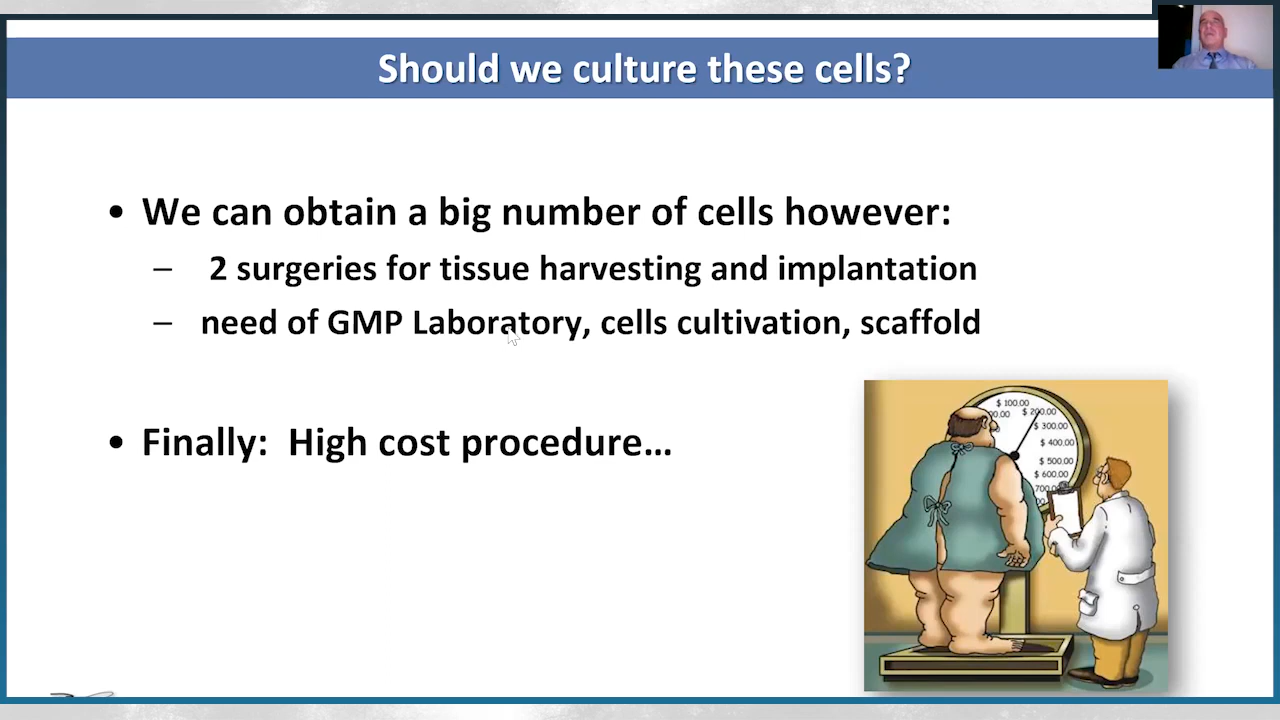 Should we culture these cells?
• We can obtain a big number of cells however:
– 2 surgeries for tissue harvesting and implantation
– need of GMP Laboratory, cells cultivation, scaffold
• Finally: High cost procedure...
$ 100.00
$ 200.00
$ 300.00
$ 400.00
$ 500.00
$ 600.00